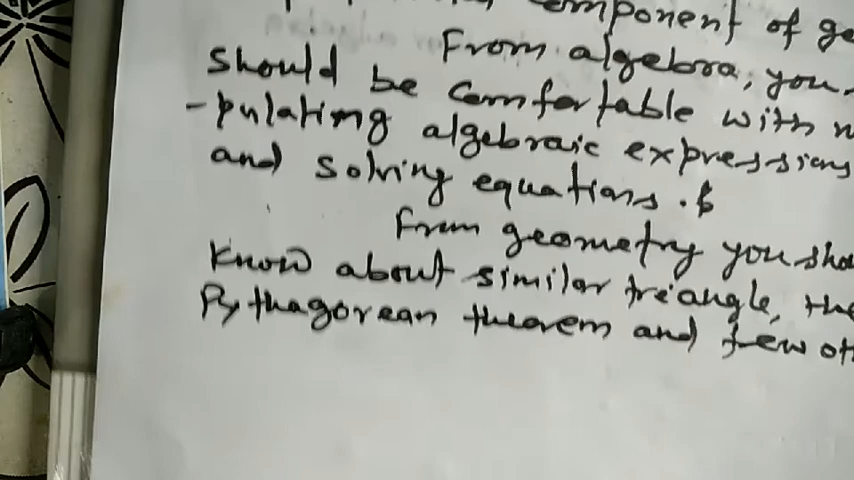 component of ge
From algebra, you
should be comfortable with m
-pulating algebraic expressions
and solving equations.
From geometry you sho
Know about similar triangle, the
Pythagorean theorem and few oth